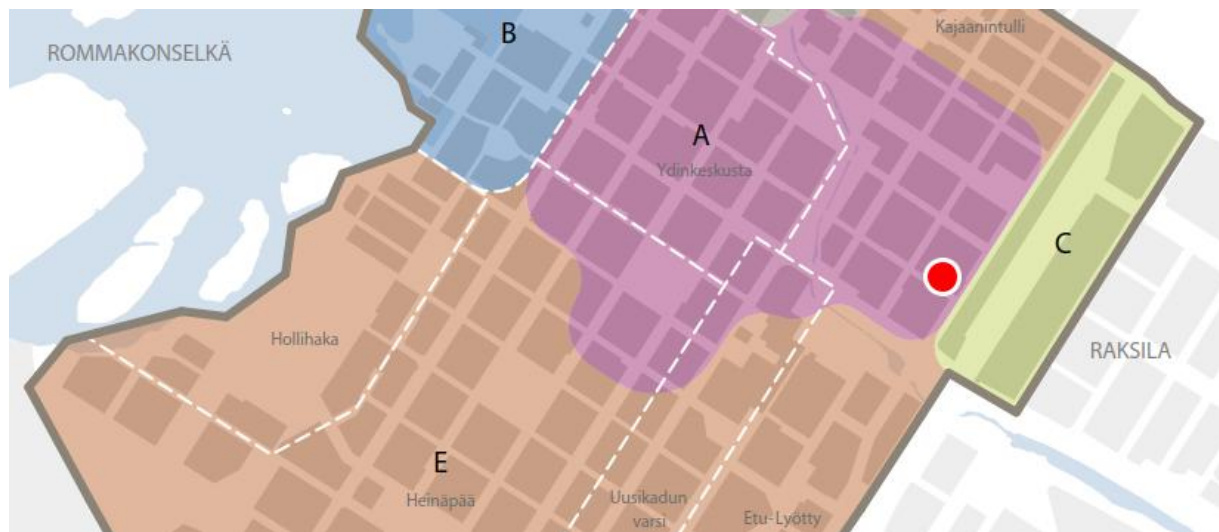 B
Kajaanintulli
ROMMAKONSELKÄ
A
Ydinkeskusta
C
Hollihaka
RAKSILA
E
Heinäpää
Uusikadun
varsi
Etu-Lyötty